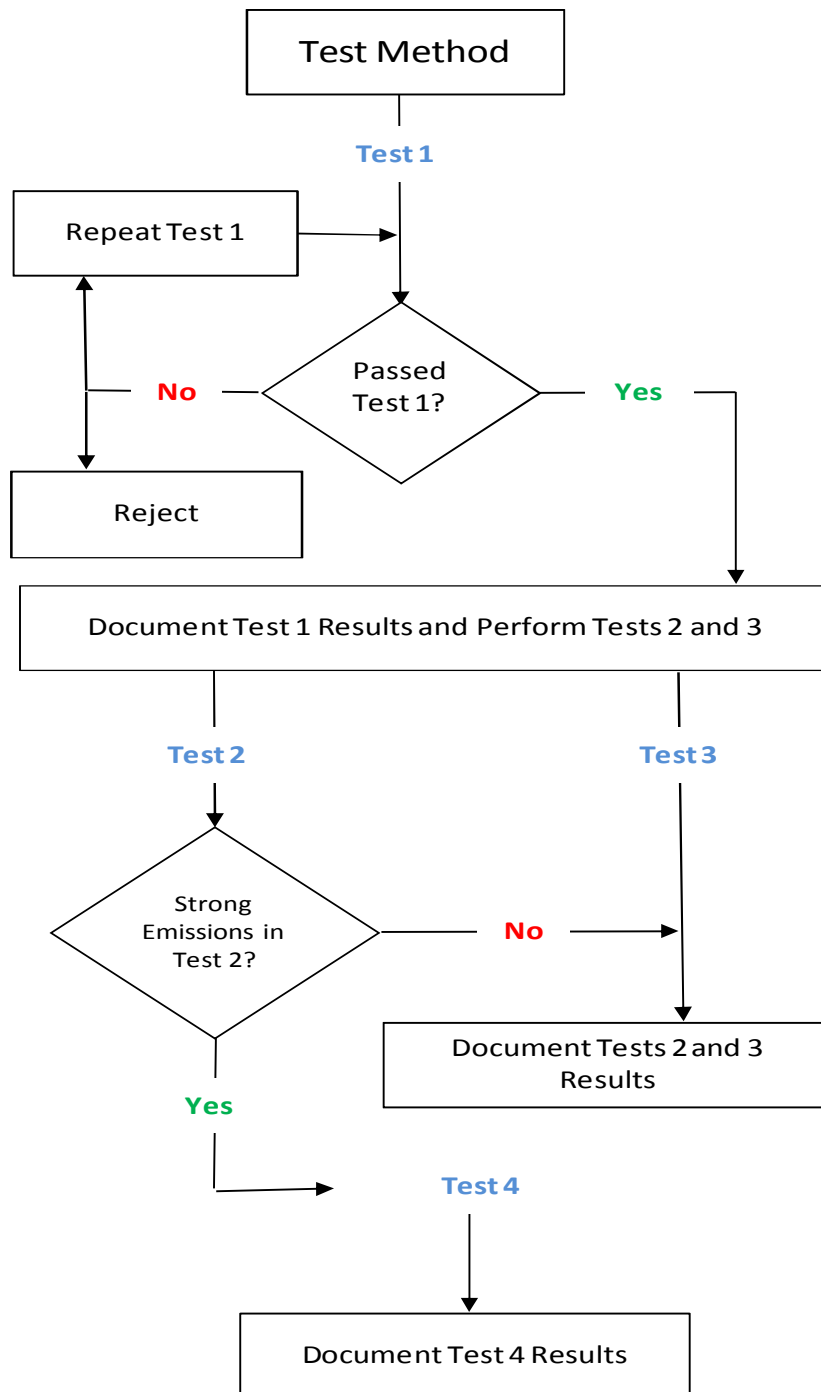 Test Method
Test 1
Repeat Test 1
Passed
Test 1?
No
Yes
Reject
Document Test 1 Results and Perform Tests 2 and 3
Test 2
Test 3
Strong
Emissions in
Test 2?
No
Document Tests 2 and 3
Results
Yes
Test 4
Document Test 4 Results